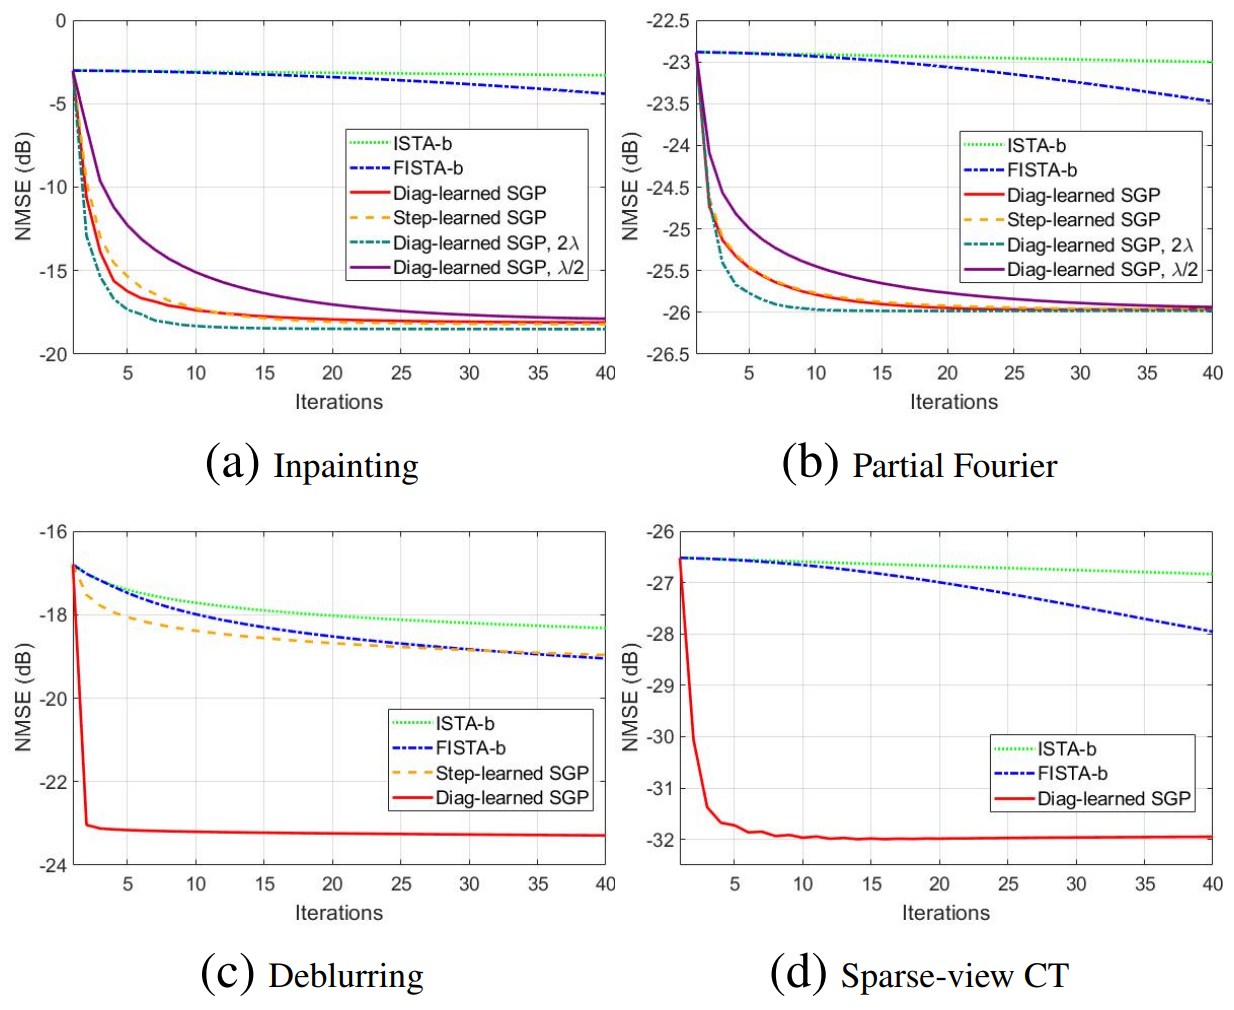 0
-5
-10
-15
-20
NMSE (dB)
ISTA-b
FISTA-b
Diag-learned SGP
Step-learned SGP
Diag-learned SGP, 2λ
Diag-learned SGP, λ/2
5 10 15 20 25 30 35 40
Iterations
(a) Inpainting
-22.5
-23
-23.5
-24
-24.5
-25
-25.5
-26
-26.5
NMSE (dB)
ISTA-b
FISTA-b
Diag-learned SGP
Step-learned SGP
Diag-learned SGP, 2λ
Diag-learned SGP, λ/2
5 10 15 20 25 30 35 40
Iterations
(b) Partial Fourier
-16
-18
-20
-22
-24
NMSE (dB)
ISTA-b
FISTA-b
Step-learned SGP
Diag-learned SGP
5 10 15 20 25 30 35 40
Iterations
(c) Deblurring
-26
-27
-28
-29
-30
-31
-32
NMSE (dB)
ISTA-b
FISTA-b
Diag-learned SGP
5 10 15 20 25 30 35 40
Iterations
(d) Sparse-view CT